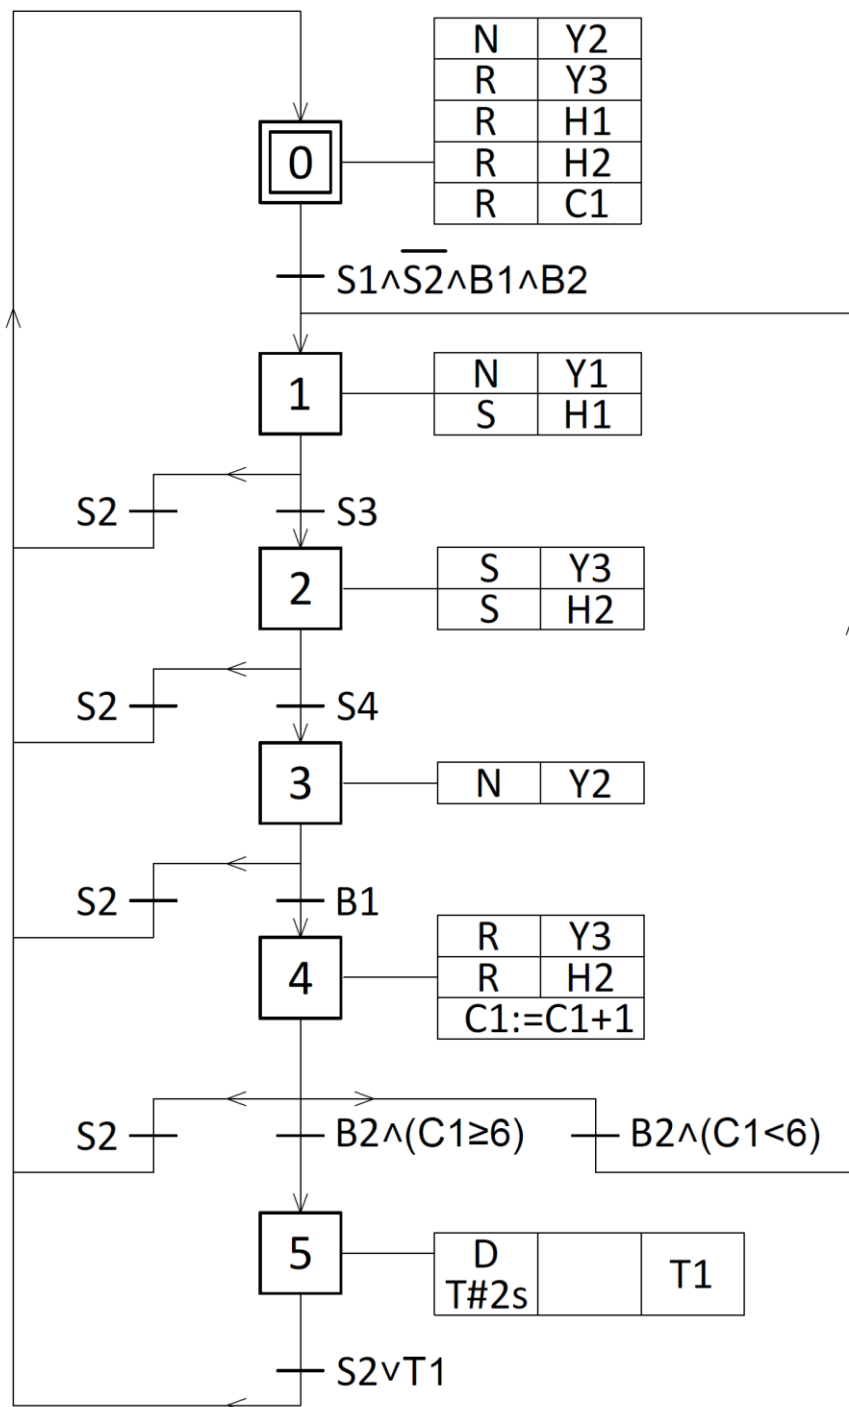 N Y2
R Y3
R H1
0 R H2
R C1
S1∧S̅2̅∧B1∧B2
1 N Y1
S H1
S2 S3
2 S Y3
S H2
S2 S4
3 N Y2
S2 B1
R Y3
4 R H2
C1:=C1+1
S2 B2∧(C1≥6) B2∧(C1<6)
5 D T1
T#2s
S2∨T1